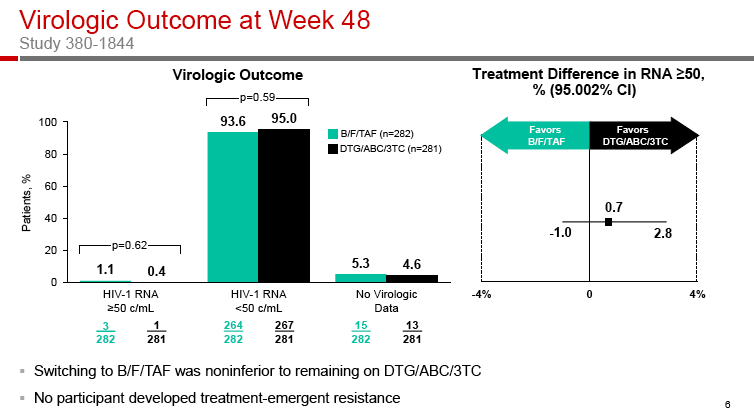 Virologic Outcome at Week 48
Study 380-1844
Virologic Outcome
p=0.59
100
80
60
40
20
0
Patients, %
93.6
95.0
B/F/TAF (n=282)
DTG/ABC/3TC (n=281)
p=0.62
1.1
0.4
5.3
4.6
HIV-1 RNA
≥50 c/mL
HIV-1 RNA
<50 c/mL
No Virologic
Data
3
282
1
281
264
282
267
281
15
282
13
281
Treatment Difference in RNA ≥50,
% (95.002% CI)
Favors
B/F/TAF
Favors
DTG/ABC/3TC
0.7
-1.0
2.8
-4%
0
4%
▪ Switching to B/F/TAF was noninferior to remaining on DTG/ABC/3TC
▪ No participant developed treatment-emergent resistance
6